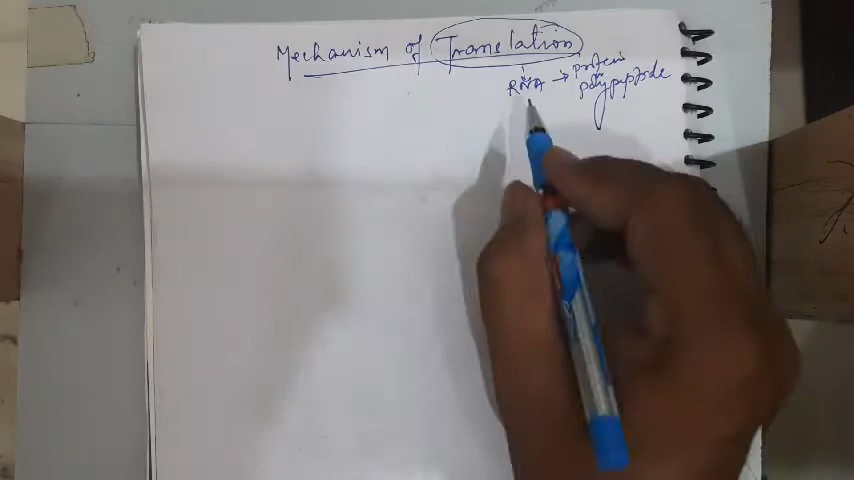 Mechanism of Translation
RNA → Protein
polypeptide